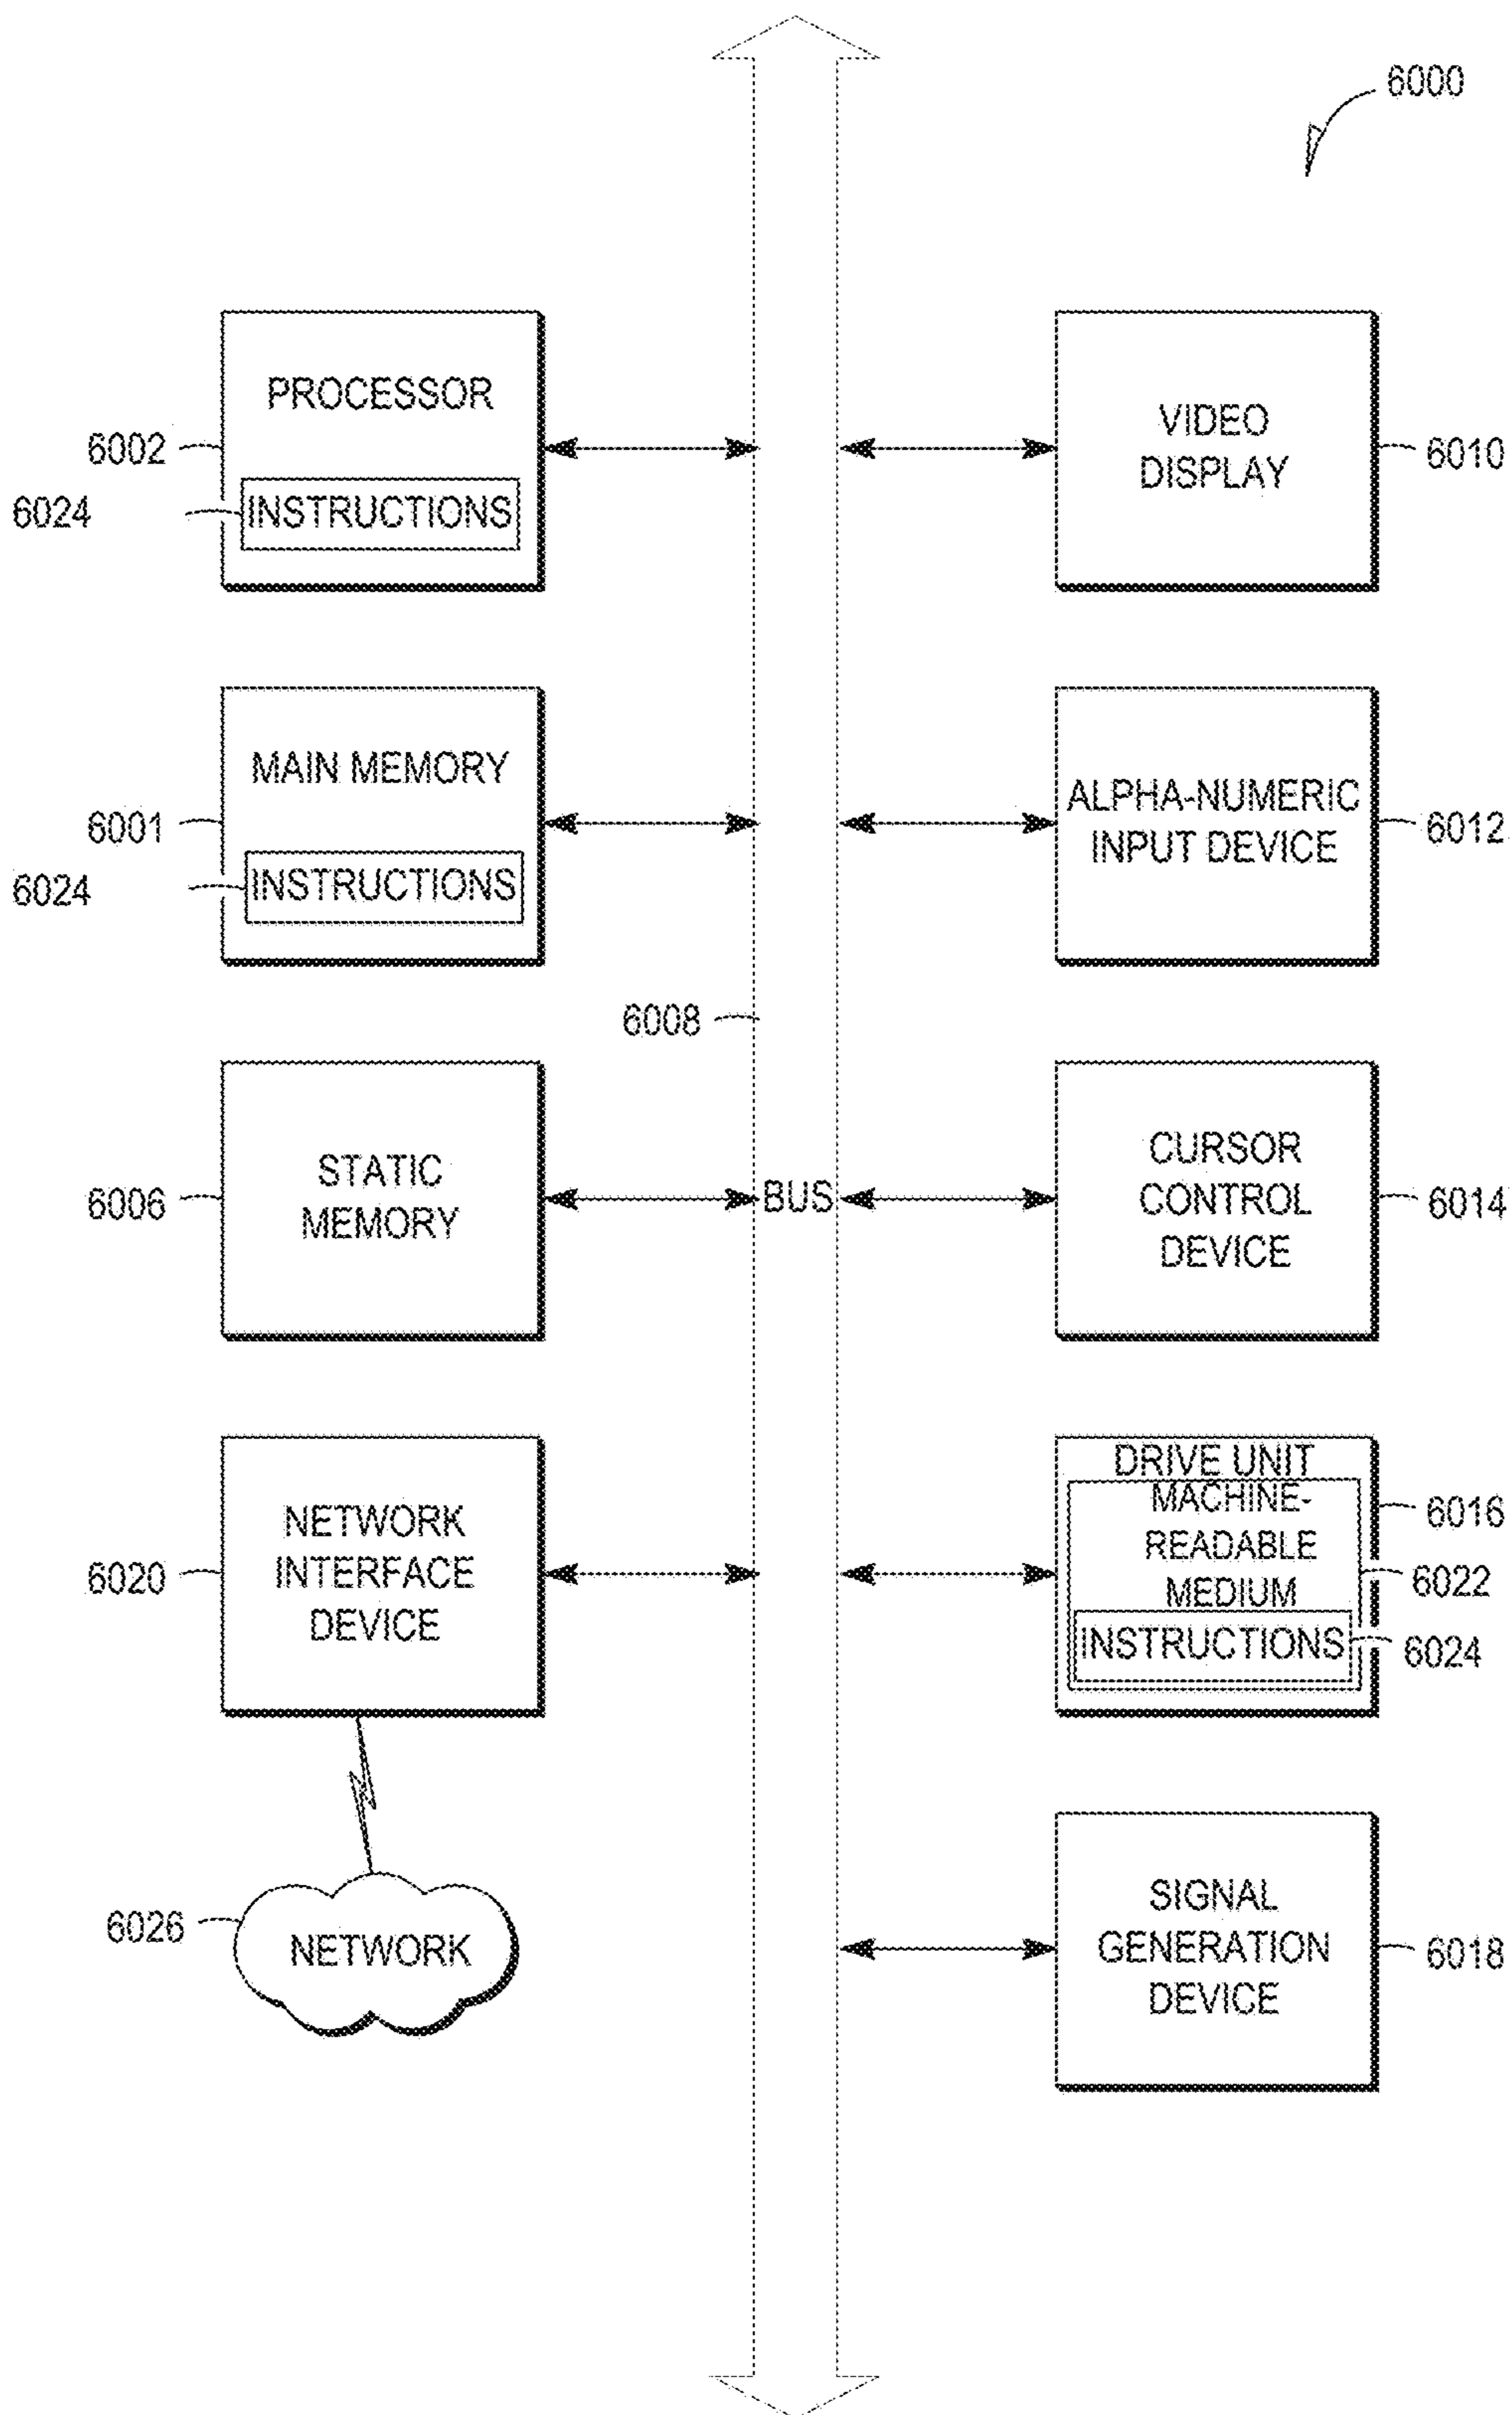 6000
PROCESSOR
6002
6024
INSTRUCTIONS
VIDEO
DISPLAY
6010
MAIN MEMORY
6001
6024
INSTRUCTIONS
ALPHA-NUMERIC
INPUT DEVICE
6012
6008
BUS
STATIC
MEMORY
6006
CURSOR
CONTROL
DEVICE
6014
NETWORK
INTERFACE
DEVICE
6020
DRIVE UNIT
MACHINE-
READABLE
MEDIUM
INSTRUCTIONS
6016
6022
6024
6026
NETWORK
SIGNAL
GENERATION
DEVICE
6018